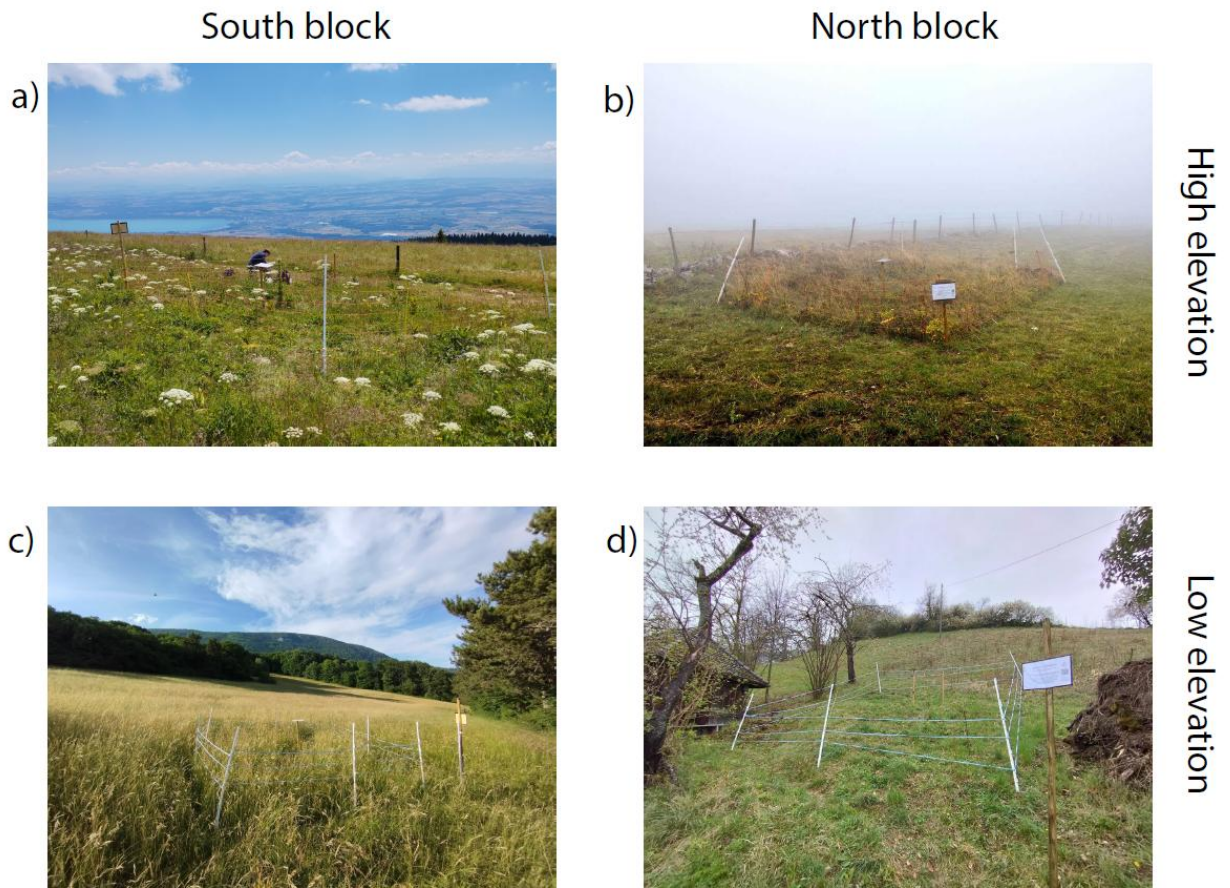 South block
North block
a)
b)
High elevation
c)
d)
Low elevation